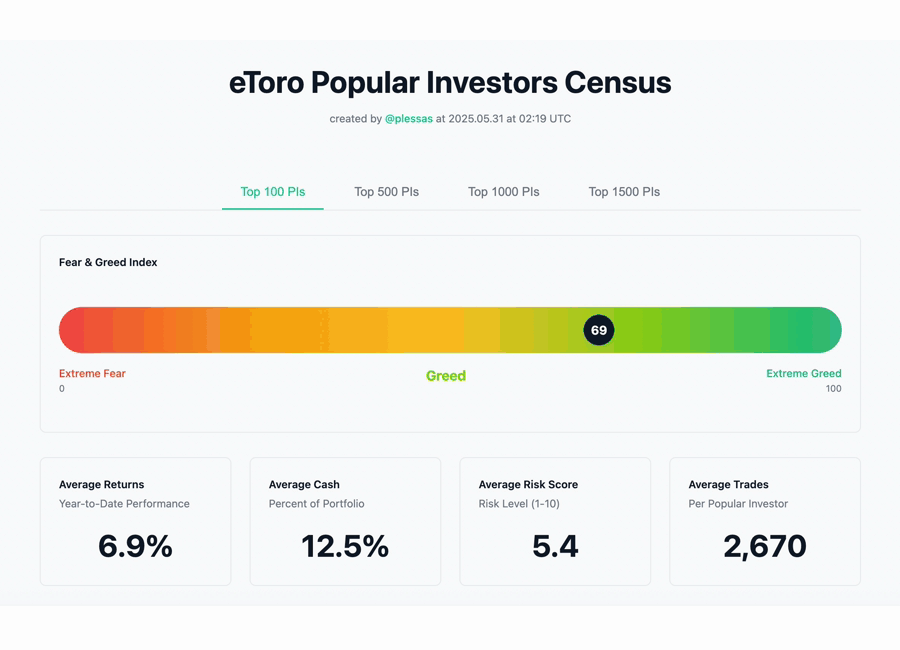 eToro Popular Investors Census
created by @plessas at 2025.05.31 at 02:19 UTC
Top 100 PIs
Top 500 PIs
Top 1000 PIs
Top 1500 PIs
Fear & Greed Index
69
Extreme Fear
Greed
Extreme Greed
0
100
Average Returns
Year-to-Date Performance
6.9%
Average Cash
Percent of Portfolio
12.5%
Average Risk Score
Risk Level (1-10)
5.4
Average Trades
Per Popular Investor
2,670